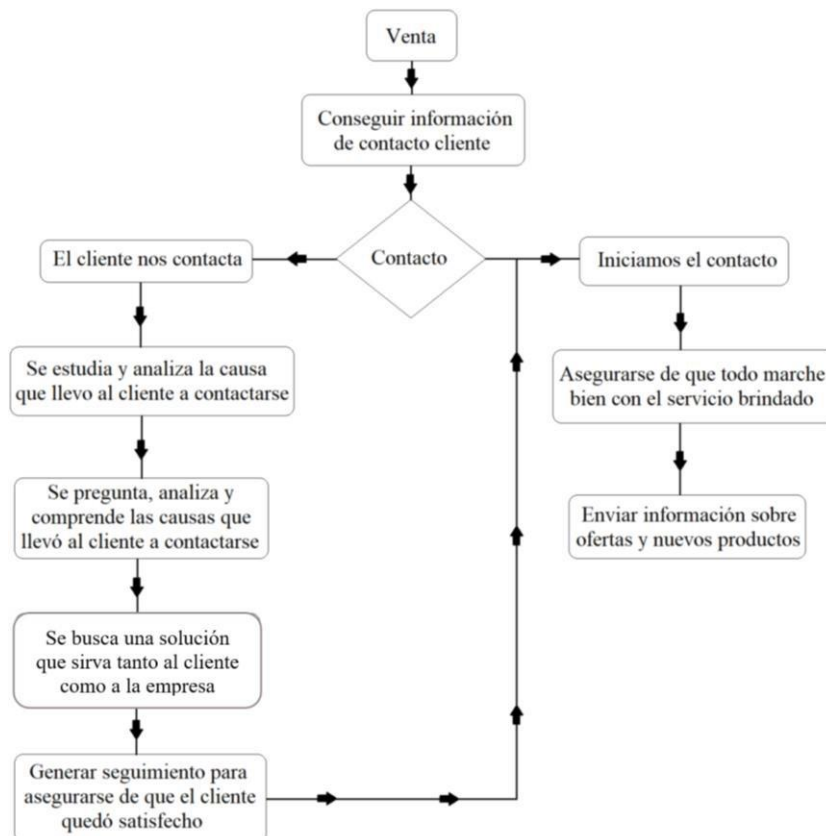 Venta
Conseguir información
de contacto cliente
Contacto
El cliente nos contacta
Iniciamos el contacto
Se estudia y analiza la causa
que llevo al cliente a contactarse
Asegurarse de que todo marche
bien con el servicio brindado
Se pregunta, analiza y
comprende las causas que
llevó al cliente a contactarse
Enviar información sobre
ofertas y nuevos productos
Se busca una solución
que sirva tanto al cliente
como a la empresa
Generar seguimiento para
asegurarse de que el cliente
quedó satisfecho